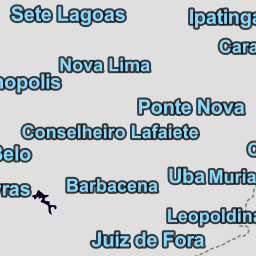 Sete Lagoas
Ipatinga
Cara
Nova Lima
nopolis
Ponte Nova
Conselheiro Lafaiete
Belo
Uba
Muria
Barbacena
ras
Leopoldina
Juiz de Fora